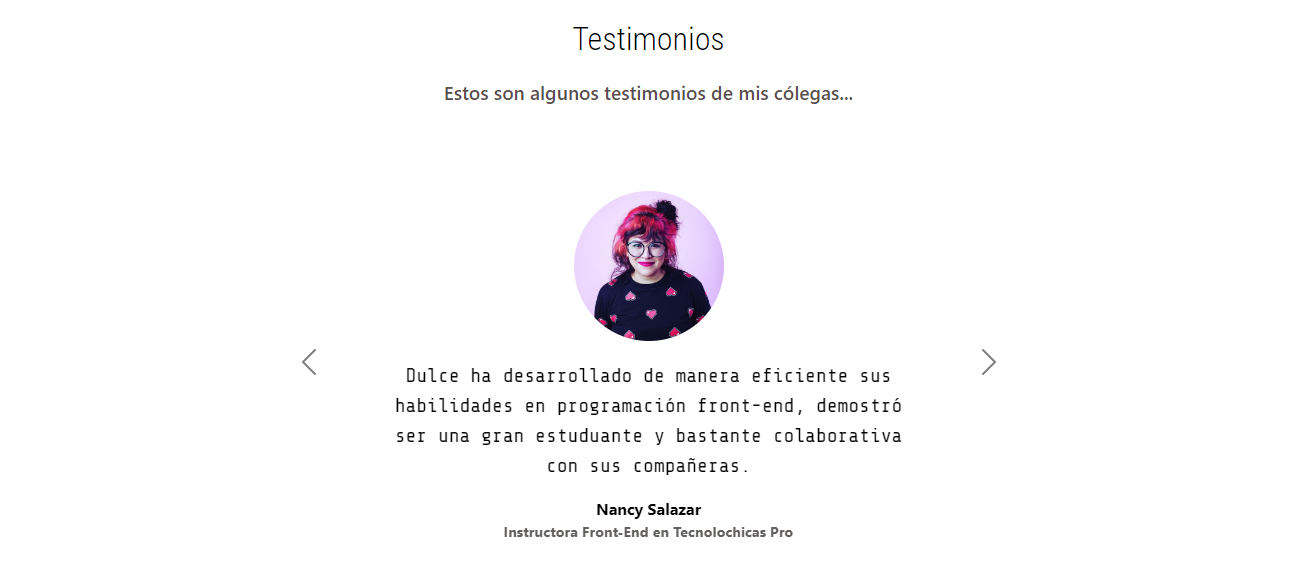 Testimonios
Estos son algunos testimonios de mis cólegas...
Dulce ha desarrollado de manera eficiente sus
habilidades en programación front-end, demostró
ser una gran estuduante y bastante colaborativa
con sus compañeras.
Nancy Salazar
Instructora Front-End en Tecnolochicas Pro